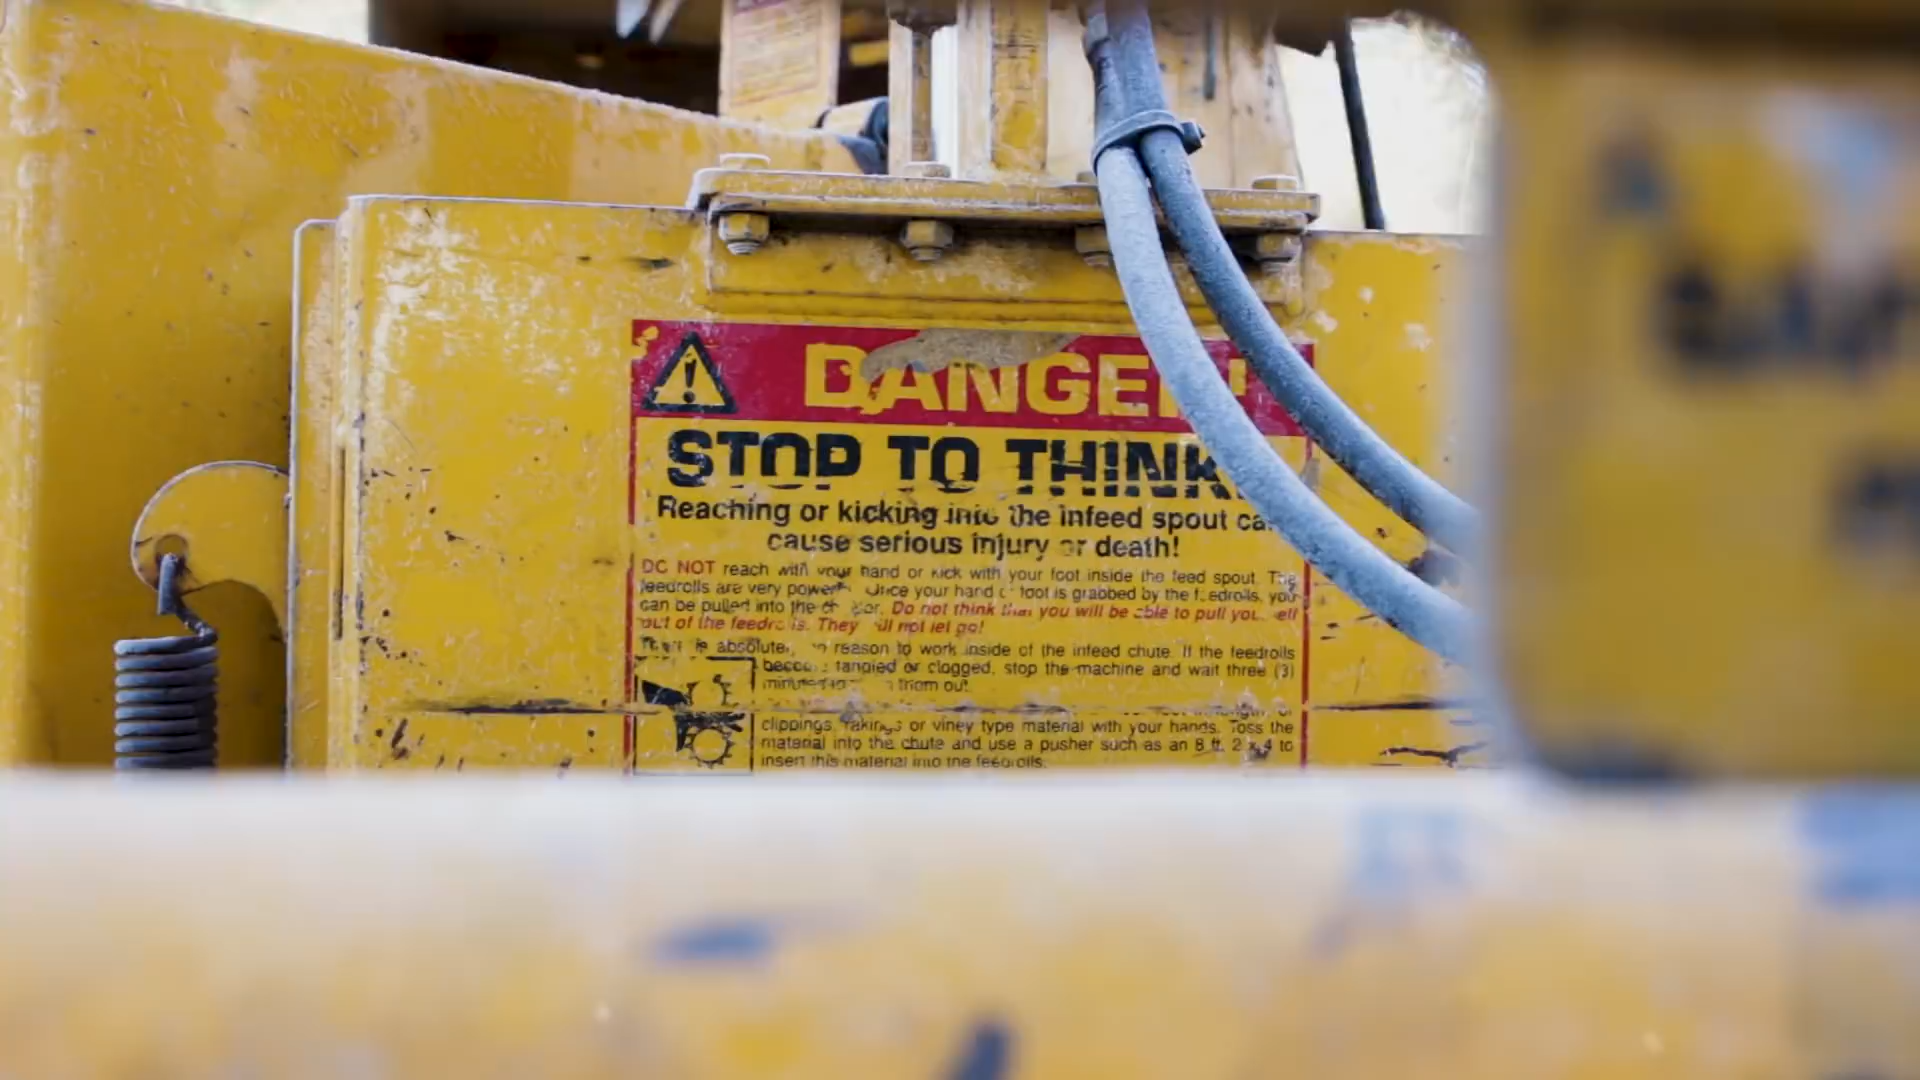 DANGER!
STOP TO THINK!
Reaching or kicking into the infeed spout ca
cause serious injury or death!
DO NOT reach with your hand or kick with your foot inside the feed spout. The
feedrolls are very powerful. Once your hand or foot is grabbed by the feedrolls, you
can be pulled into the chipper. Do not think that you will be able to pull yourself
out of the feedrolls. They will not let go!
There is absolutely no reason to work inside of the infeed chute. If the feedrolls
become tangled or clogged, stop the machine and wait three (3)
minutes to them out.
clippings, rakings or viney type material with your hands. Toss the
material into the chute and use a pusher such as an 8 ft. 2 x 4 to
insert this material into the feedrolls.